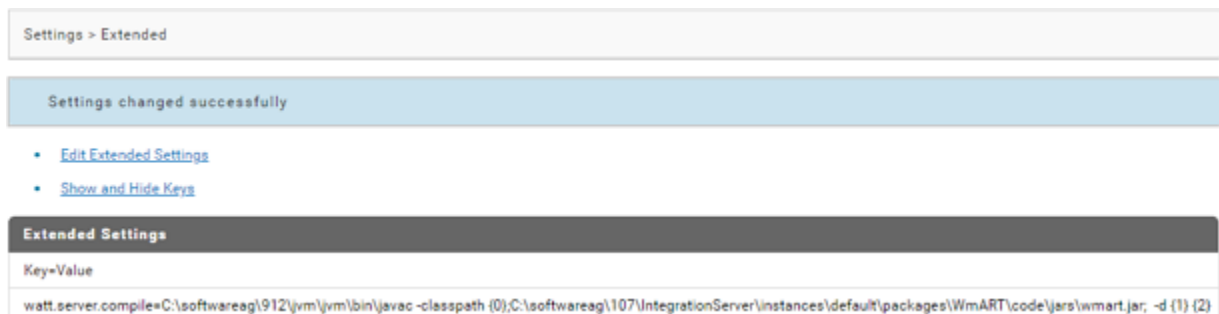 Settings > Extended
Settings changed successfully
Edit Extended Settings
Show and Hide Keys
Extended Settings
Key=Value
watt.server.compile=C:\softwareag\912\jvm\jvm\bin\javac -classpath {0};C:\softwareag\107\IntegrationServer\instances\default\packages\WmART\code\jars\wmart.jar; -d {1} {2}